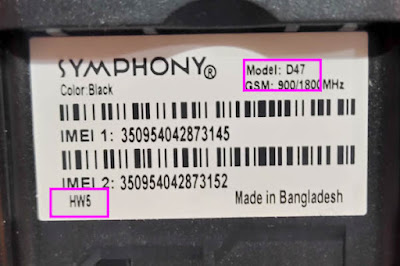 SYMPHONY®
Model: D47
Color:Black
GSM: 900/1800MHz
IMEI 1: 350954042873145
IMEI 2: 350954042873152
HW5
Made in Bangladesh